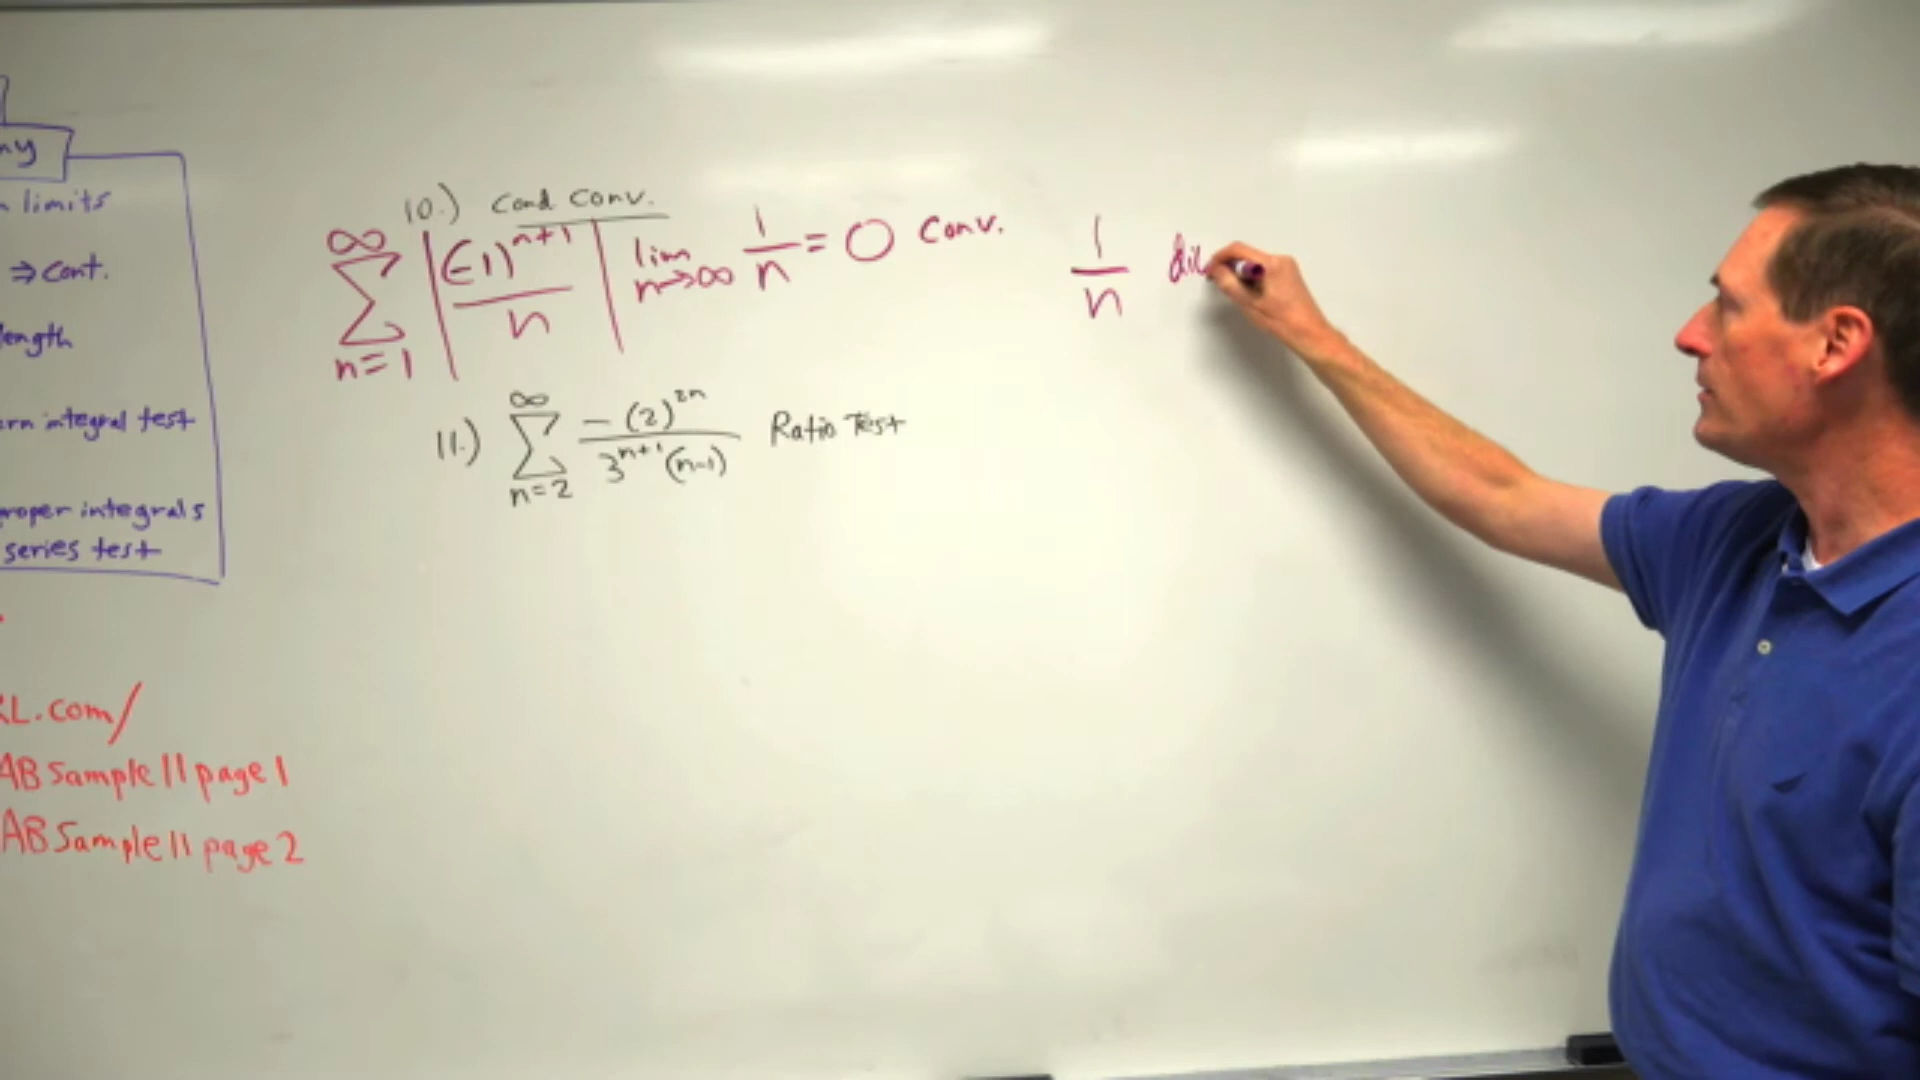 ny
limits
⇒ cont.
length
integral test
integrals
series test
L.com/
AB Sample 11 page 1
AB Sample 11 page 2
10.) Cond Conv.
∞ ∑ n=1 | (-1)^(n+1) / n | lim n→∞ 1/n = 0 Conv. 1/n
11.) ∞ ∑ n=2 -(2)^(2n) / 3^(n+1) (n-1) Ratio Test